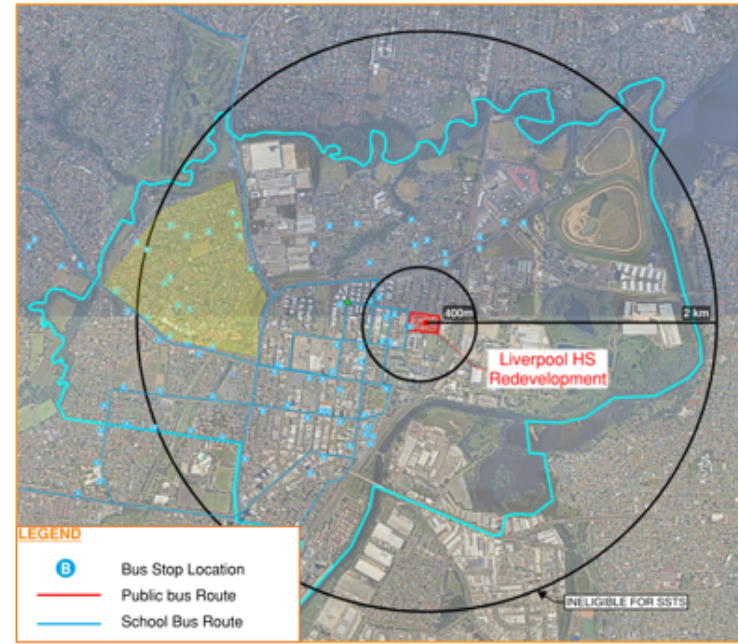 400m
2 km
Liverpool HS
Redevelopment
LEGEND
B
Bus Stop Location
Public bus Route
School Bus Route
INELIGIBLE FOR SSTS